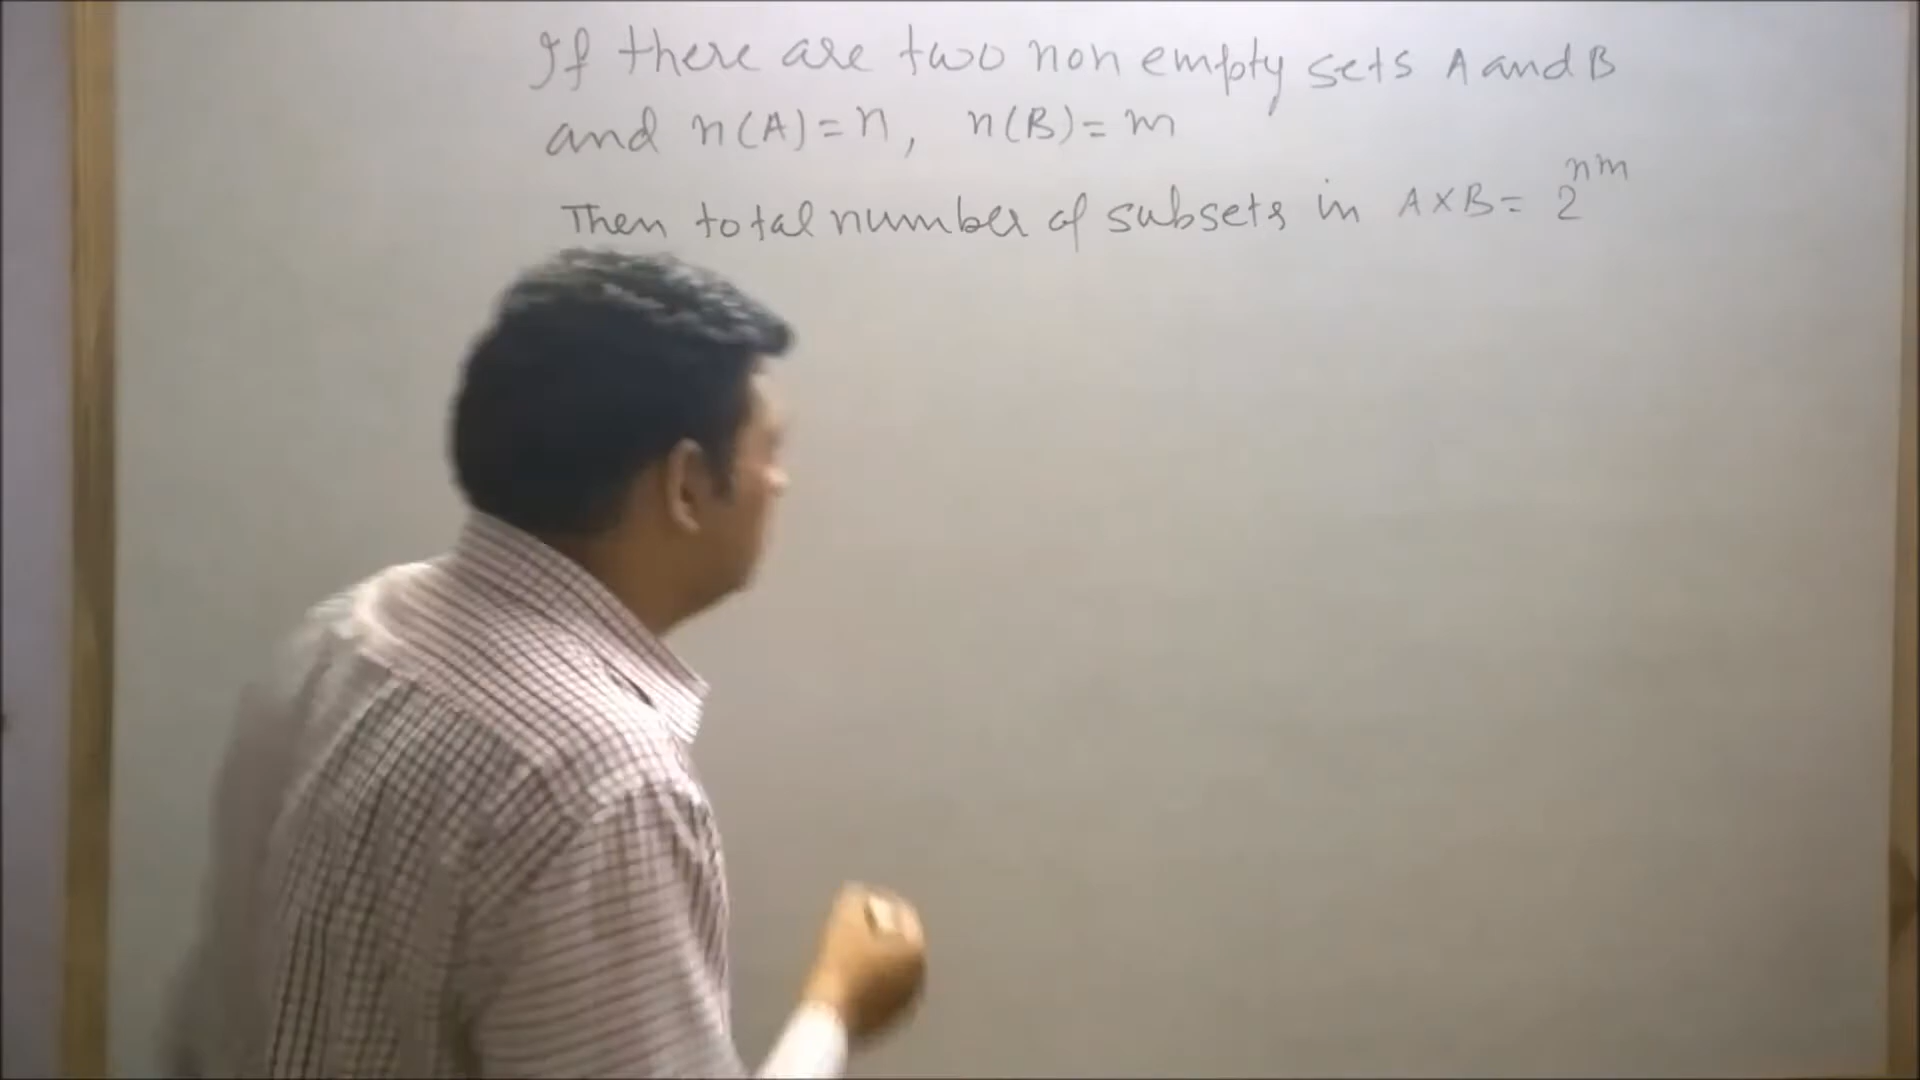 If there are two non empty sets A and B
and n(A)=n, n(B)=m
Then total number of subsets in A×B= 2^nm